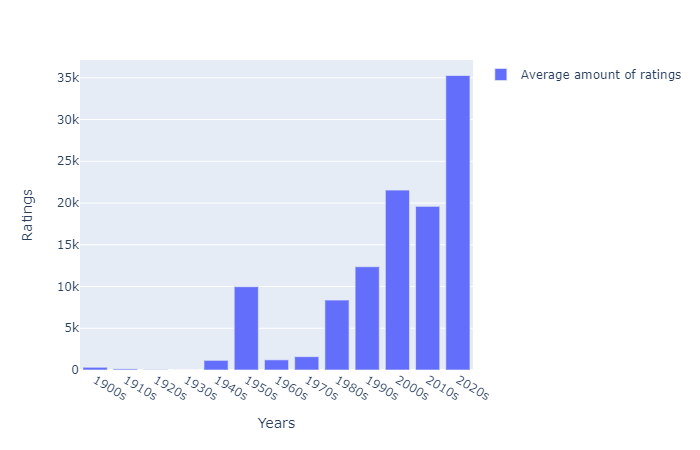 Average amount of ratings
35k
30k
25k
20k
15k
10k
5k
0
Ratings
1900s
1910s
1920s
1930s
1940s
1950s
1960s
1970s
1980s
1990s
2000s
2010s
2020s
Years